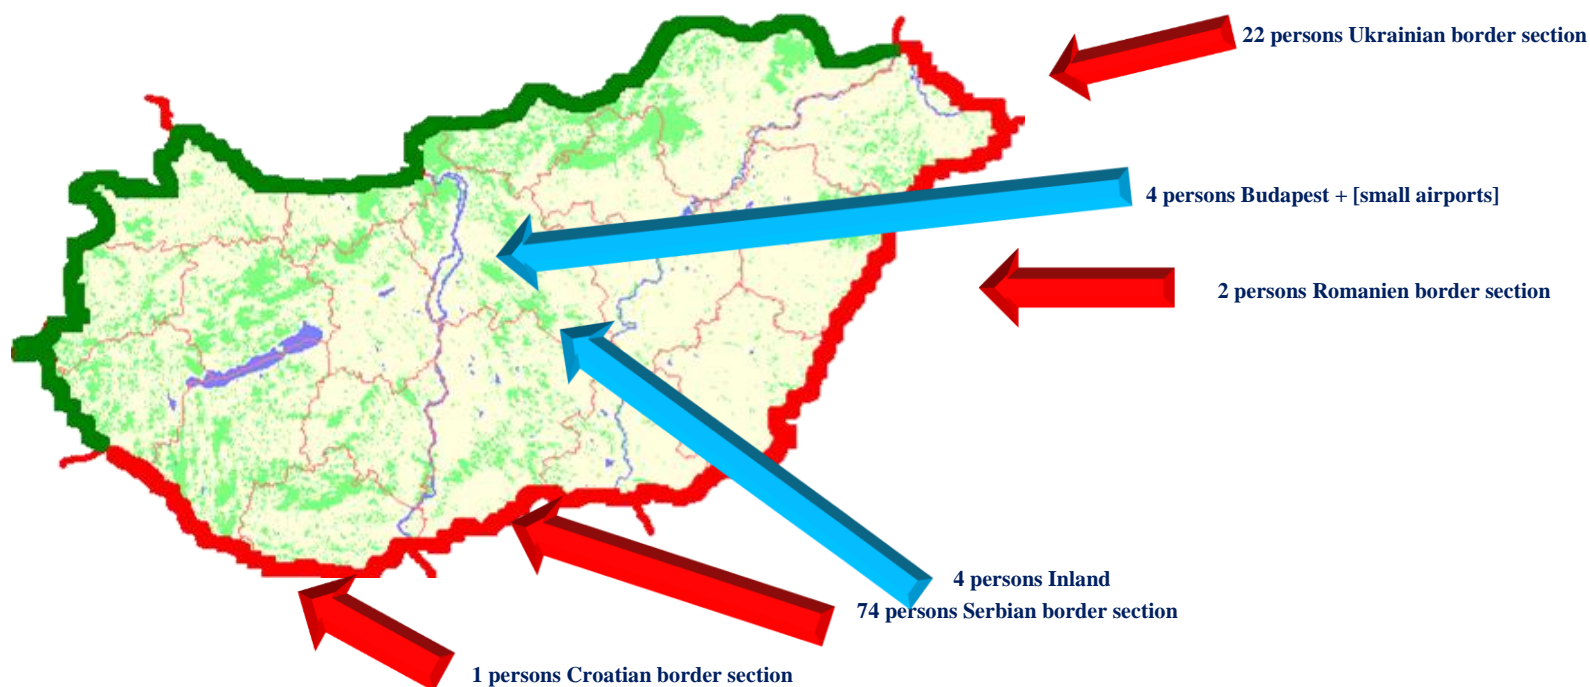 22 persons Ukrainian border section
4 persons Budapest + [small airports]
2 persons Romanien border section
4 persons Inland
74 persons Serbian border section
1 persons Croatian border section